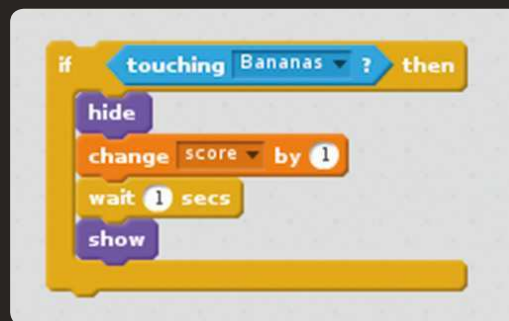 if touching Bananas ? then
hide
change score by 1
wait 1 secs
show